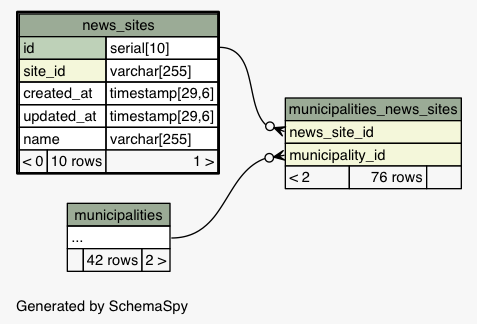 news_sites
id serial[10]
site_id varchar[255]
created_at timestamp[29,6]
updated_at timestamp[29,6]
name varchar[255]
< 0 10 rows 1 >
municipalities_news_sites
news_site_id
municipality_id
< 2 76 rows
municipalities
...
42 rows 2 >
Generated by SchemaSpy